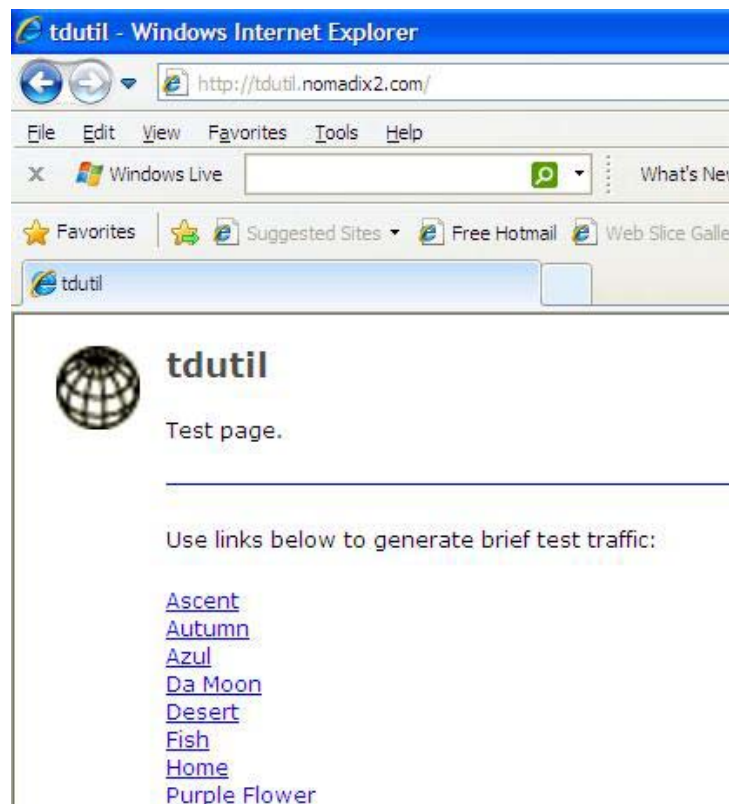 tdutil - Windows Internet Explorer
http://tdutil.nomadix2.com/
File Edit View Favorites Tools Help
x Windows Live What's New
Favorites Suggested Sites Free Hotmail Web Slice Galle
tdutil
tdutil
Test page.
Use links below to generate brief test traffic:
Ascent
Autumn
Azul
Da Moon
Desert
Fish
Home
Purple Flower